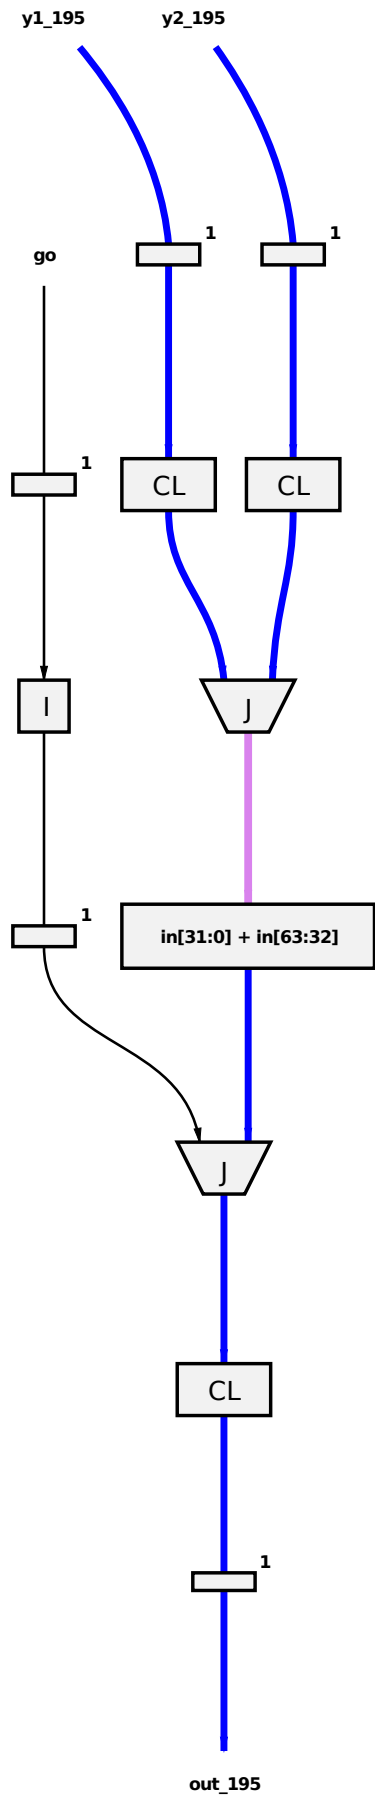 y1_195 y2_195
1 1
go
1
CL CL
I J
1
in[31:0] + in[63:32]
J
CL
1
out_195